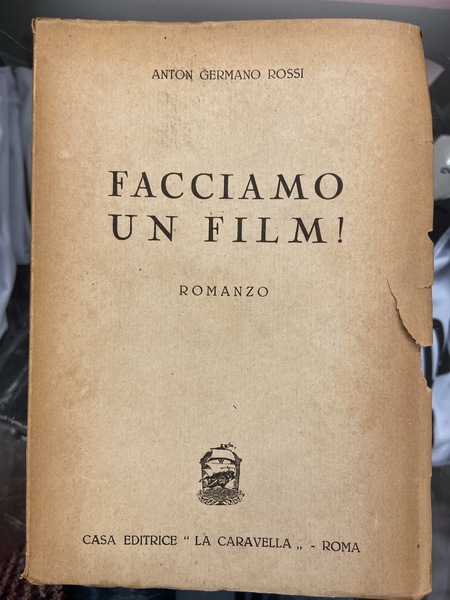 ANTON GERMANO ROSSI
FACCIAMO
UN FILM!
ROMANZO
CASA EDITRICE " LA CARAVELLA „ - ROMA